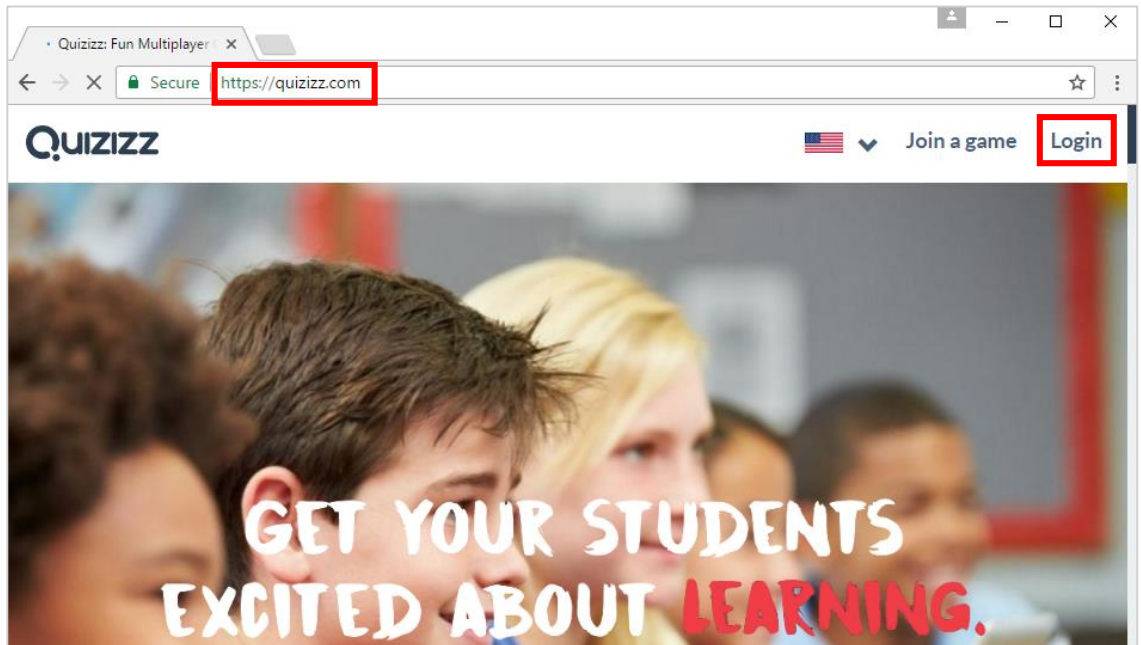 Quizizz: Fun Multiplayer
Secure
https://quizizz.com
QUIZIZZ
Join a game
Login
GET YOUR STUDENTS
EXCITED ABOUT LEARNING.